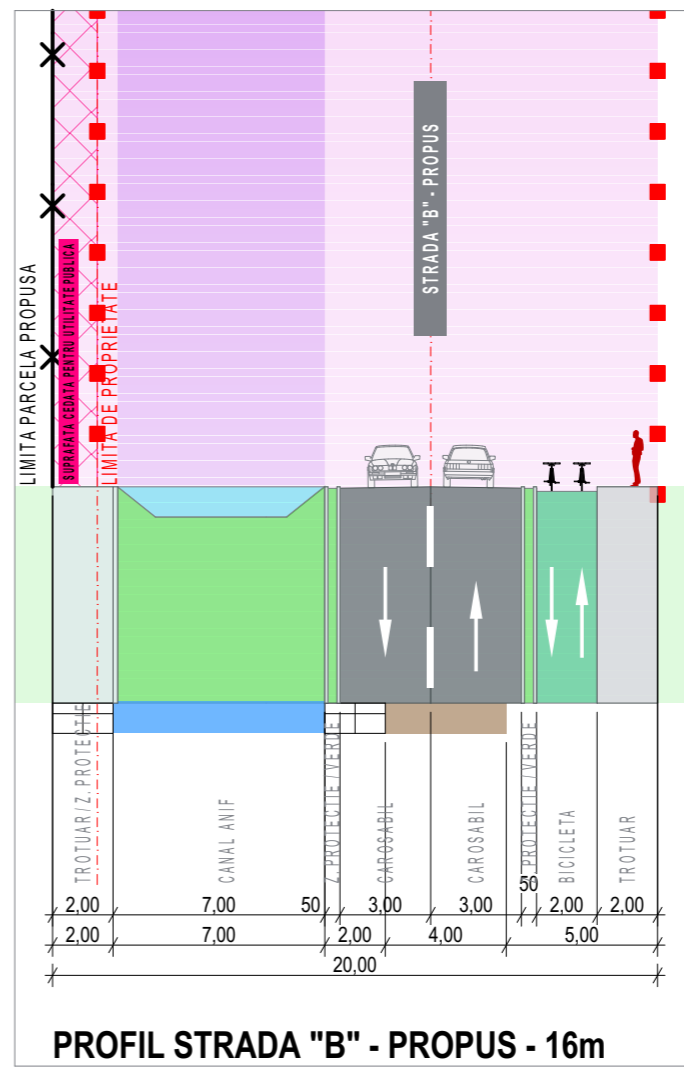 LIMITA PARCELA PROPUSA
SUPRAFATA CEDATA PENTRU UTILITATE PUBLICA
LIMITA DE PROPRIETATE
STRADA "B" - PROPUS
TROTUAR/Z. PROTECTIE
CANAL ANIF
Z. PROTECTIE /VERDE
CAROSABIL
CAROSABIL
Z. PROTECTIE /VERDE
BICICLETA
TROTUAR
2,00 7,00 50 3,00 3,00 50 2,00 2,00
2,00 7,00 2,00 4,00 5,00
20,00
PROFIL STRADA "B" - PROPUS - 16m